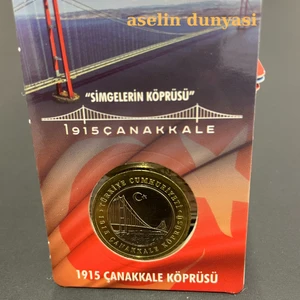 aselin dunyasi
"SİMGELERİN KÖPRÜSÜ"
1915ÇANAKKALE
TÜRKİYE CUMHURİYETİ
1915 ÇANAKKALE KÖPRÜSÜ
1915 ÇANAKKALE KÖPRÜSÜ